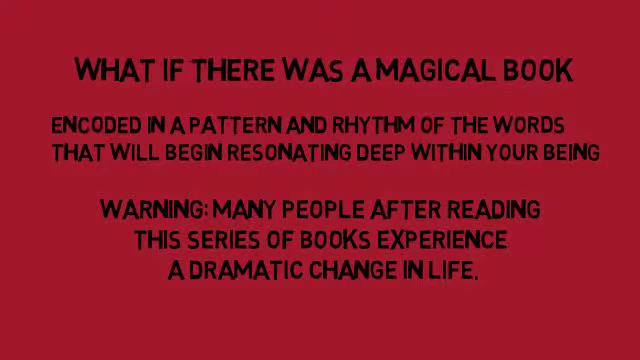 WHAT IF THERE WAS A MAGICAL BOOK
ENCODED IN A PATTERN AND RHYTHM OF THE WORDS
THAT WILL BEGIN RESONATING DEEP WITHIN YOUR BEING
WARNING: MANY PEOPLE AFTER READING
THIS SERIES OF BOOKS EXPERIENCE
A DRAMATIC CHANGE IN LIFE.